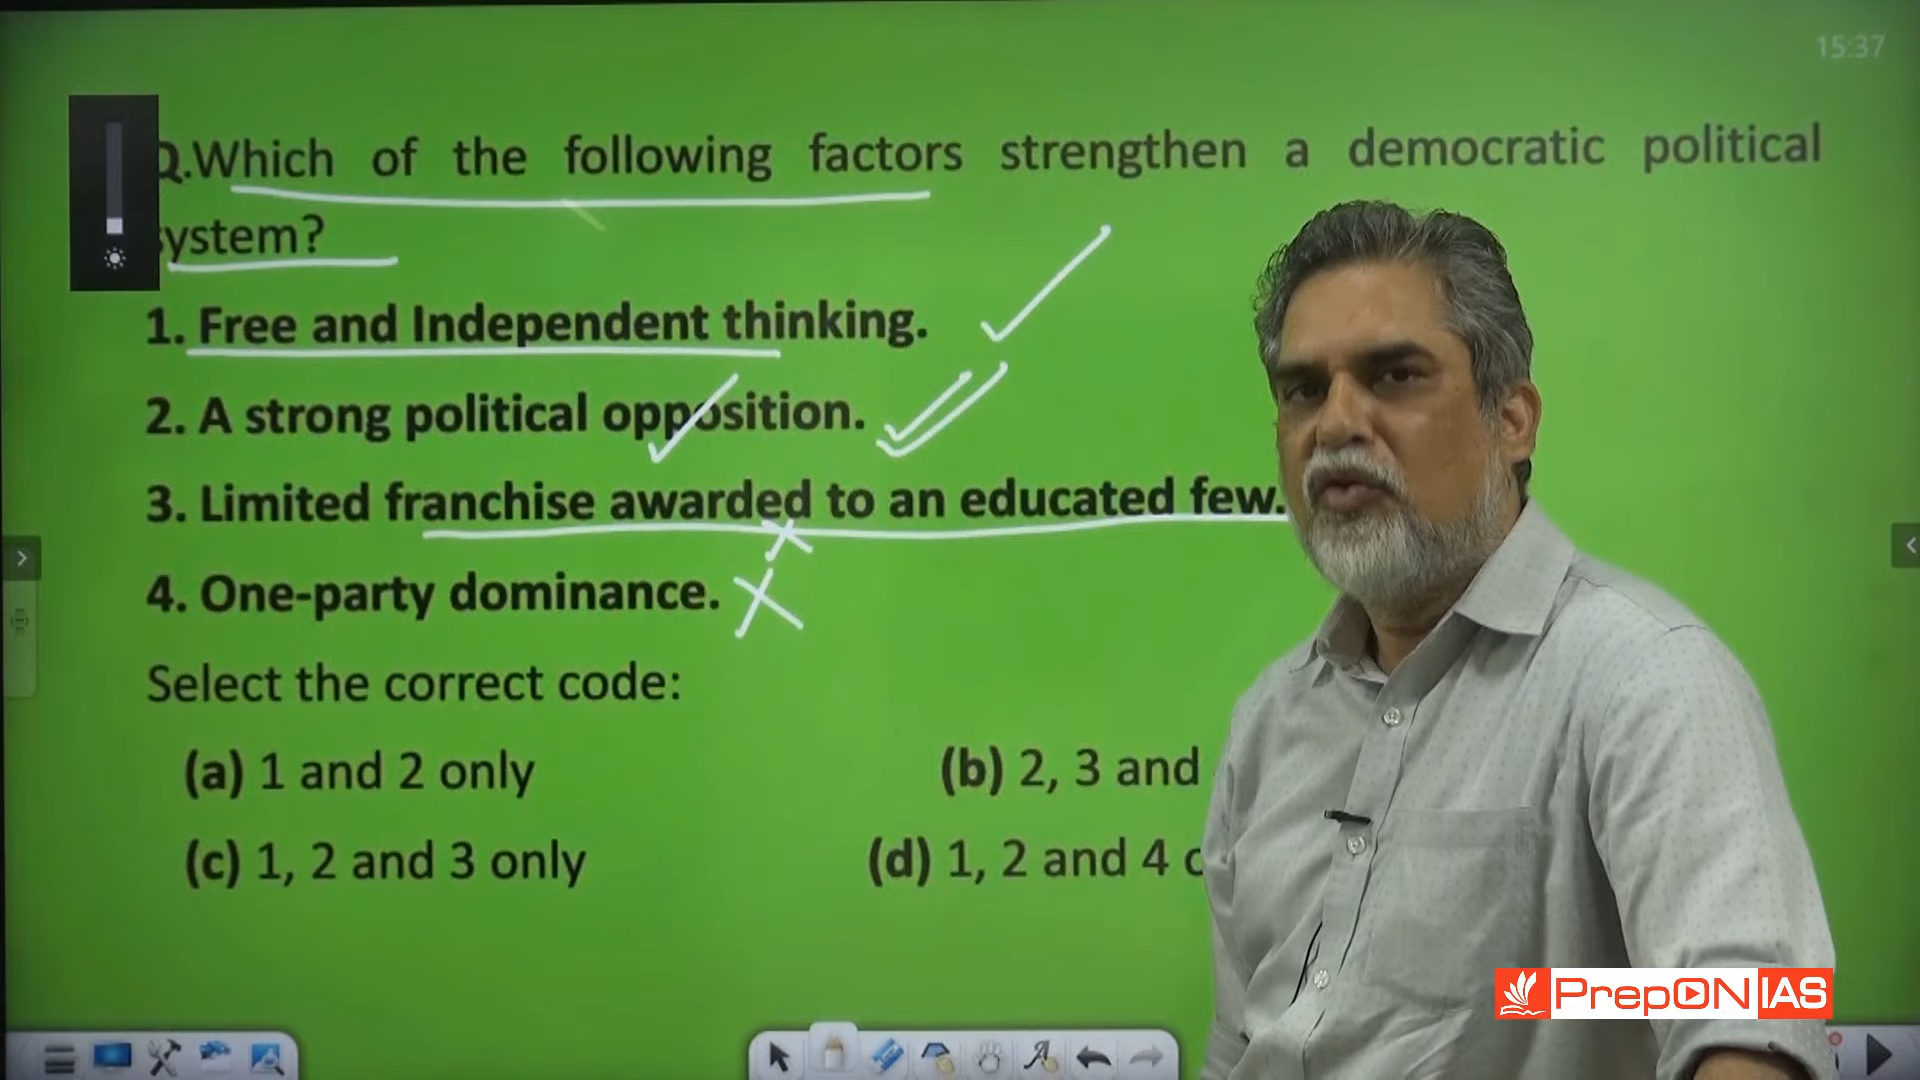 15:37
Q.Which of the following factors strengthen a democratic political
system?
1. Free and Independent thinking.
2. A strong political opposition.
3. Limited franchise awarded to an educated few.
4. One-party dominance.
Select the correct code:
(a) 1 and 2 only
(b) 2, 3 and
(c) 1, 2 and 3 only
(d) 1, 2 and 4
PrepON IAS